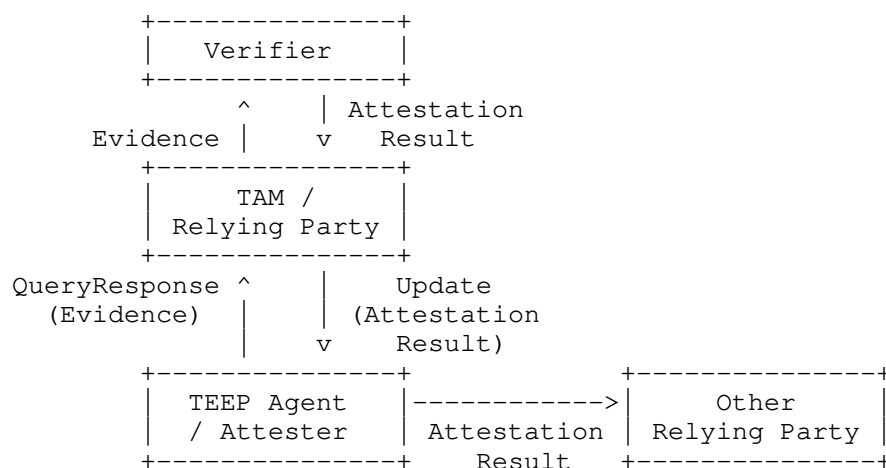 Verifier
^ | Attestation
Evidence | v Result
TAM /
Relying Party
QueryResponse ^ | Update
(Evidence) | | (Attestation
| v Result)
TEEP Agent |------------>| Other
/ Attester | Attestation | Relying Party
Result